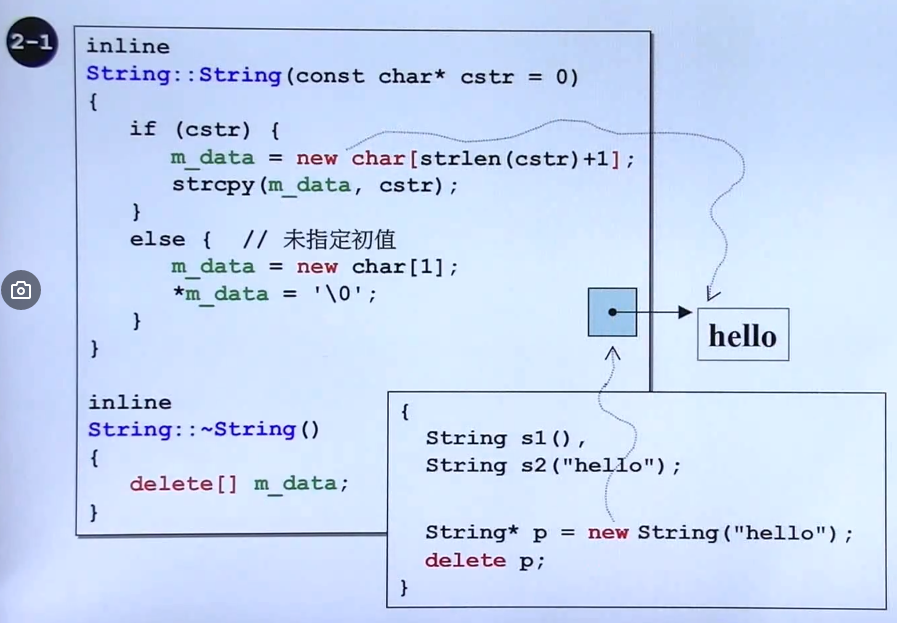 2-1
inline
String::String(const char* cstr = 0)
{
if (cstr) {
m_data = new char[strlen(cstr)+1];
strcpy(m_data, cstr);
}
else { // 未指定初值
m_data = new char[1];
*m_data = '\0';
}
}
inline
String::~String()
{
delete[] m_data;
}
hello
{
String s1(),
String s2("hello");
String* p = new String("hello");
delete p;
}